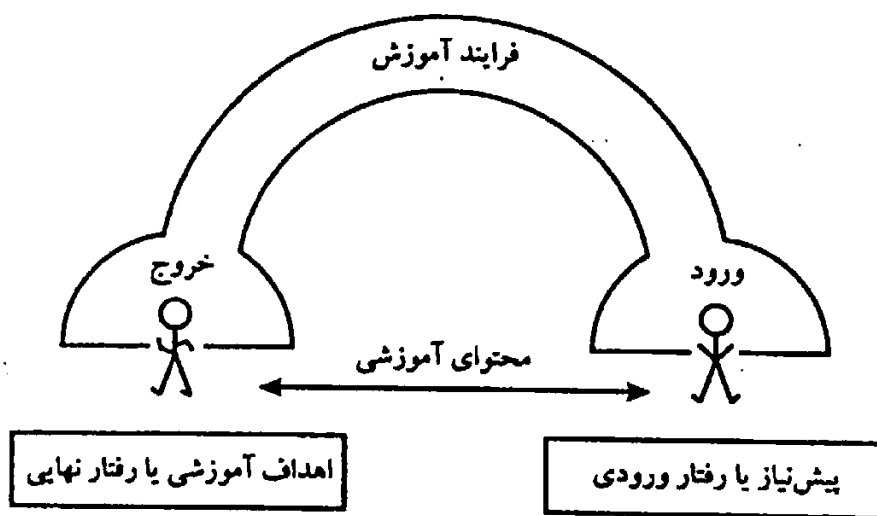 فرایند آموزش
ورود
خروج
محتوای آموزشی
پیش‌نیاز یا رفتار ورودی
اهداف آموزشی یا رفتار نهایی